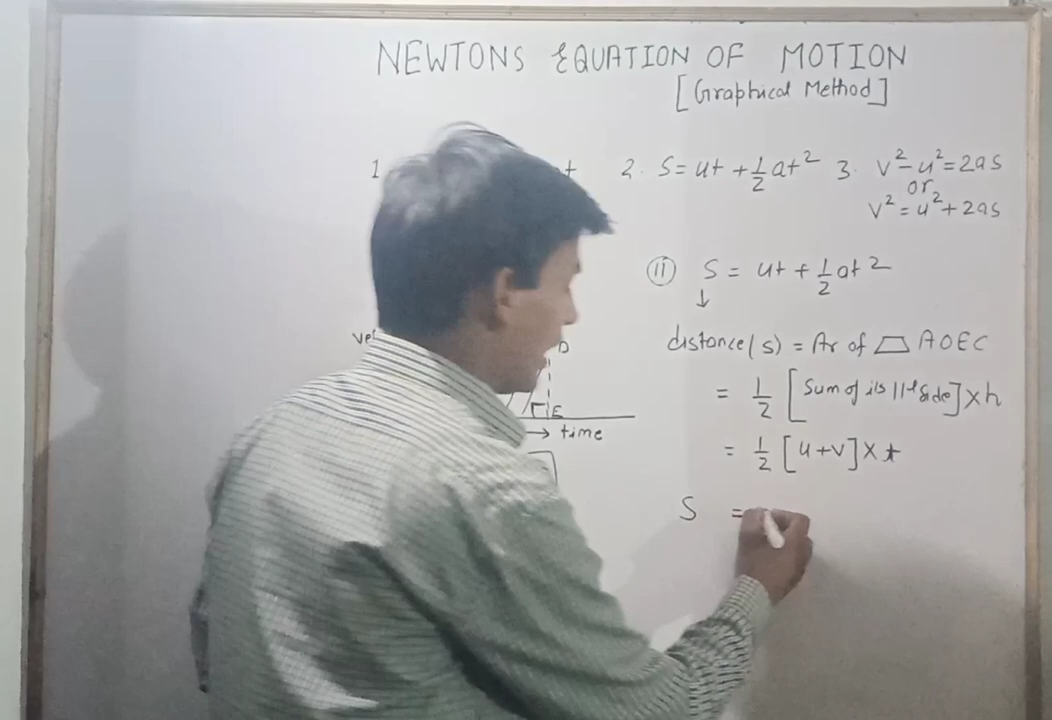 NEWTONS EQUATION OF MOTION
[Graphical Method]
1 t 2. S = ut + 1/2 at² 3. v² - u² = 2as
or
v² = u² + 2as
(II) S = ut + 1/2 at²
↓
distance(s) = Ar of ⏢ AOEC
= 1/2 [Sum of its ||el side] × h
= 1/2 [u+v] × t
S =
Vel
D
E
→ time